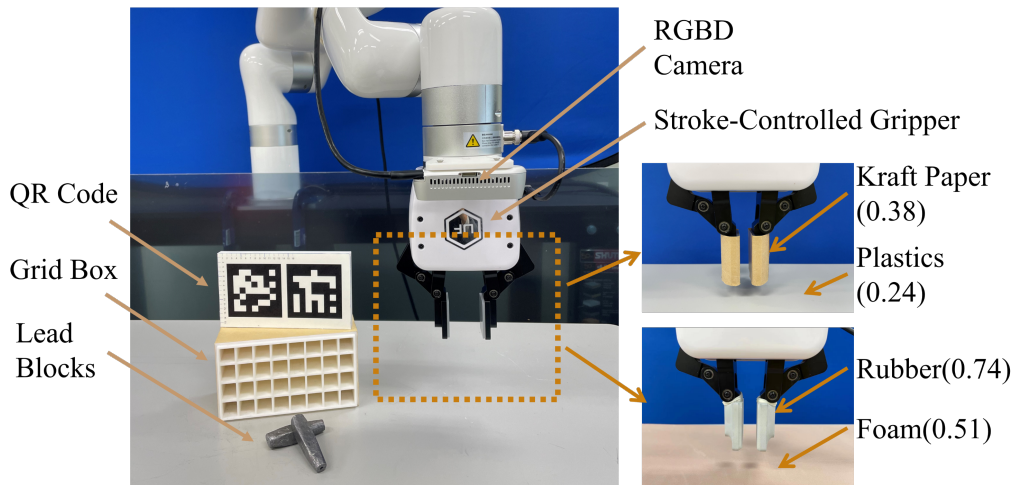 RGBD
Camera
Stroke-Controlled Gripper
QR Code
Grid Box
Lead
Blocks
UF
Kraft Paper
(0.38)
Plastics
(0.24)
Rubber(0.74)
Foam(0.51)